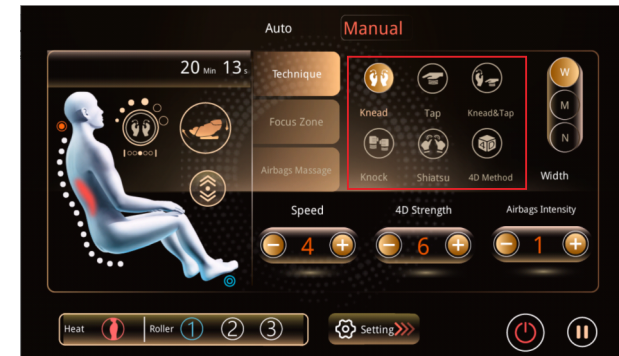 Auto
Manual
20 Min 13 s
Technique
Focus Zone
Airbags Massage
Knead
Tap
Knead&Tap
Knock
Shiatsu
4D Method
W
M
N
Width
Speed
4D Strength
Airbags Intensity
− 4 +
− 6 +
− 1 +
Heat
Roller 1 2 3
Setting